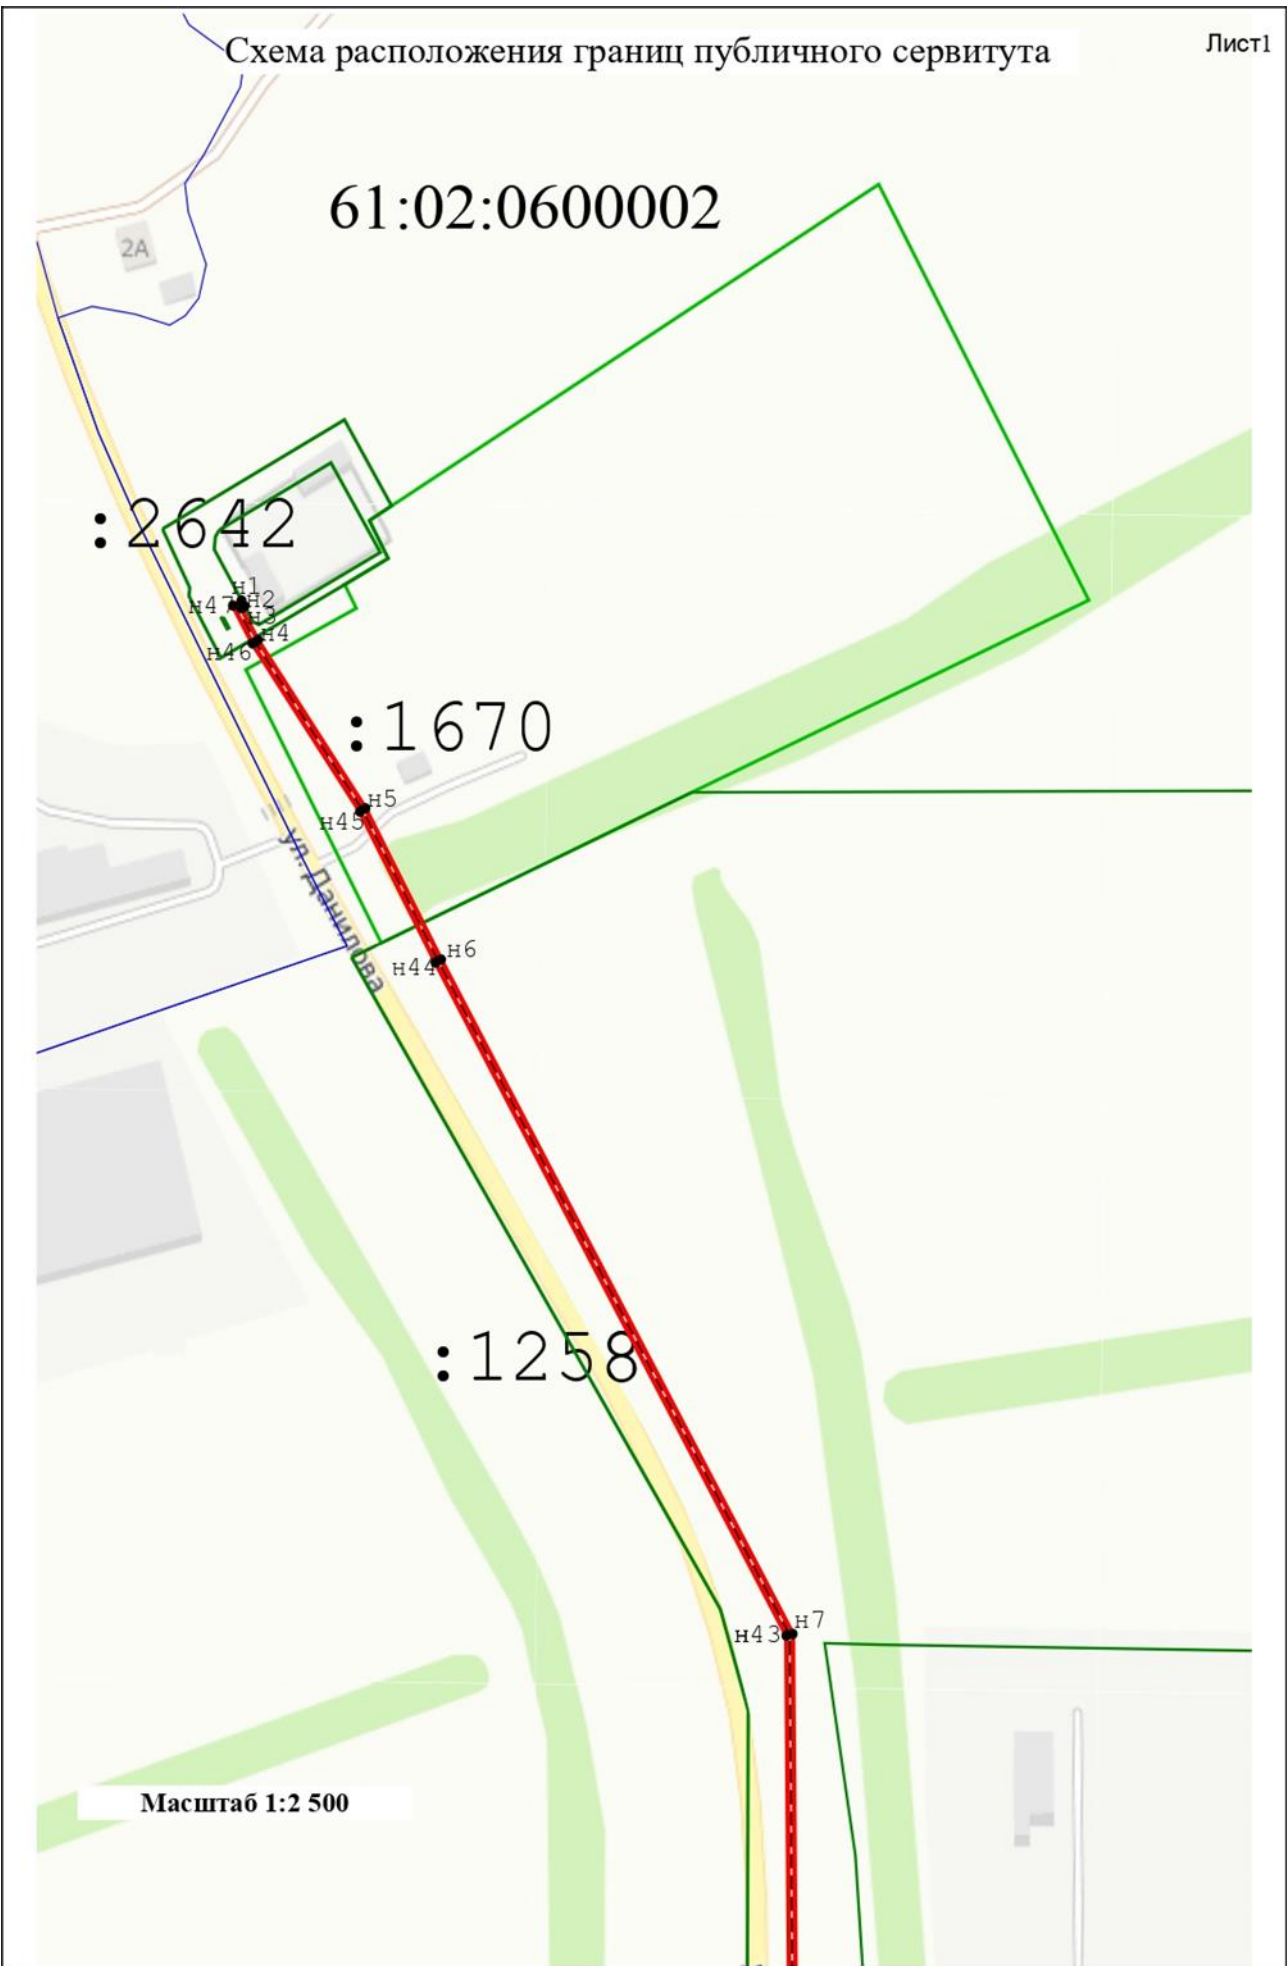 Схема расположения границ публичного сервитута
Лист1
61:02:0600002
2А
:2642
н1
н2
н47
н3
н4
н46
:1670
н5
н45
ул. Данилова
н6
н44
:1258
н7
н43
Масштаб 1:2 500